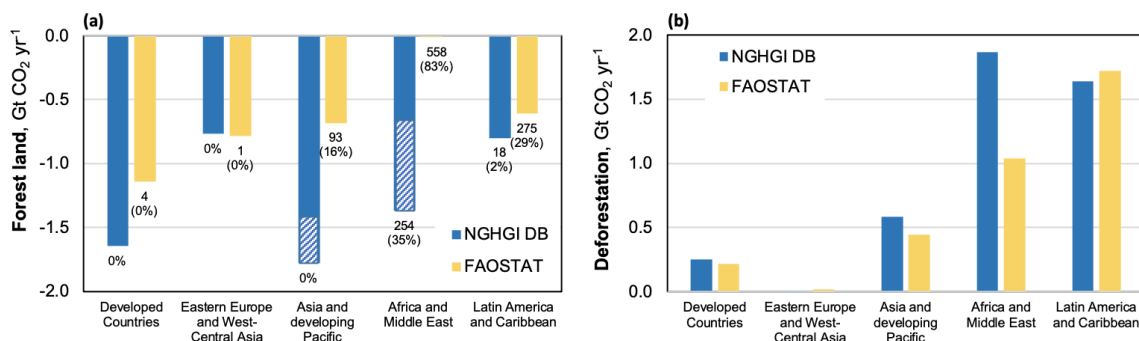 (a)
Forest land, Gt CO₂ yr⁻¹
0.0
-0.5
-1.0
-1.5
-2.0
0%
4
(0%)
0%
1
(0%)
0%
93
(16%)
254
(35%)
558
(83%)
18
(2%)
275
(29%)
NGHGI DB
FAOSTAT
Developed
Countries
Eastern Europe
and West-
Central Asia
Asia and
developing
Pacific
Africa and
Middle East
Latin America
and Caribbean
(b)
Deforestation, Gt CO₂ yr⁻¹
2.0
1.5
1.0
0.5
0.0
NGHGI DB
FAOSTAT
Developed
Countries
Eastern Europe
and West-
Central Asia
Asia and
developing
Pacific
Africa and
Middle East
Latin America
and Caribbean